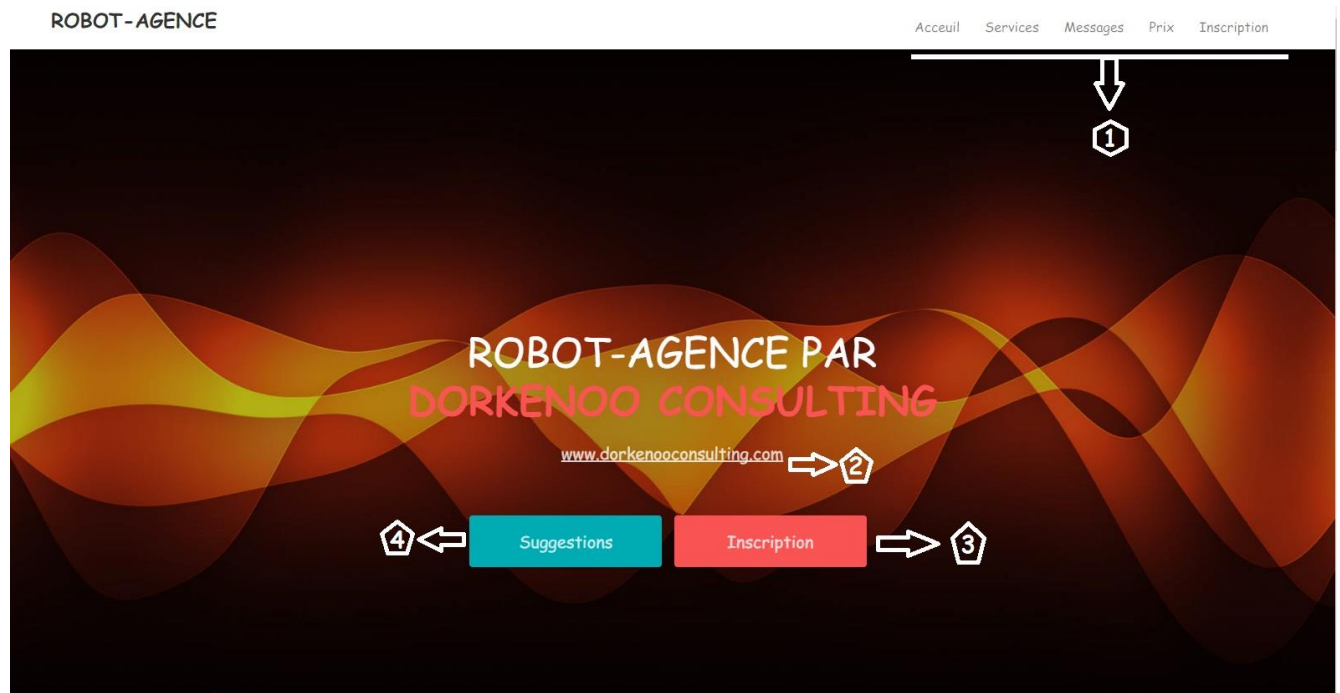 ROBOT-AGENCE
Acceuil Services Messages Prix Inscription
1
ROBOT-AGENCE PAR
DORKENOO CONSULTING
www.dorkenooconsulting.com 2
4 Suggestions Inscription 3